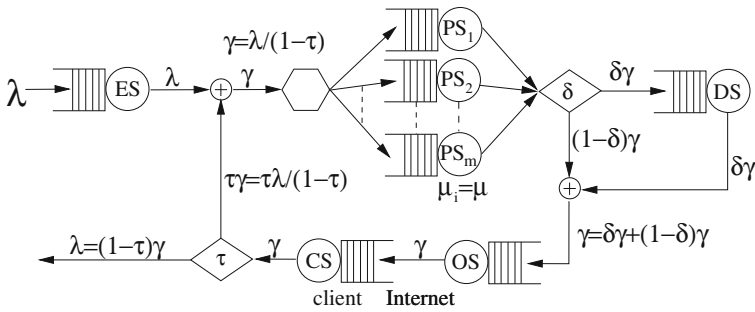 γ=λ/(1−τ)
PS1
λ
ES
λ
γ
PS2
δ
δγ
DS
(1−δ)γ
τγ=τλ/(1−τ)
PSm
μi=μ
δγ
λ=(1−τ)γ
γ
γ
γ=δγ+(1−δ)γ
τ
CS
OS
client Internet